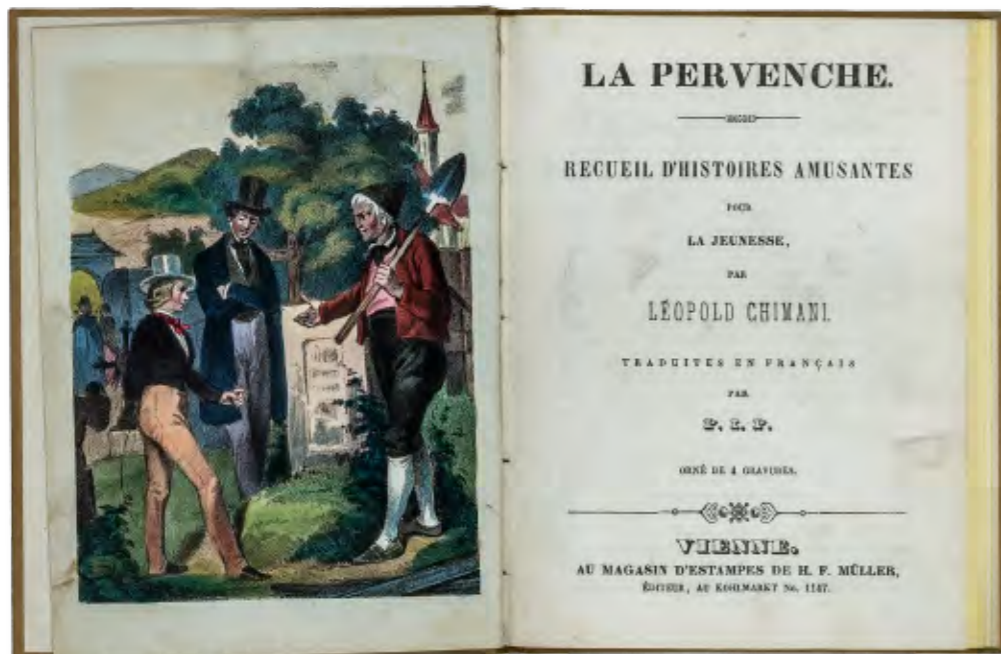 LA PERVENCHE.
RECUEIL D'HISTOIRES AMUSANTES
POUR
LA JEUNESSE,
PAR
LÉOPOLD CHIMANI.
TRADUITES EN FRANÇAIS
PAR
P. L. P.
ORNÉ DE 4 GRAVURES.
VIENNE.
AU MAGASIN D'ESTAMPES DE H. F. MÜLLER,
ÉDITEUR, AU KOHLMARKT No. 1147.